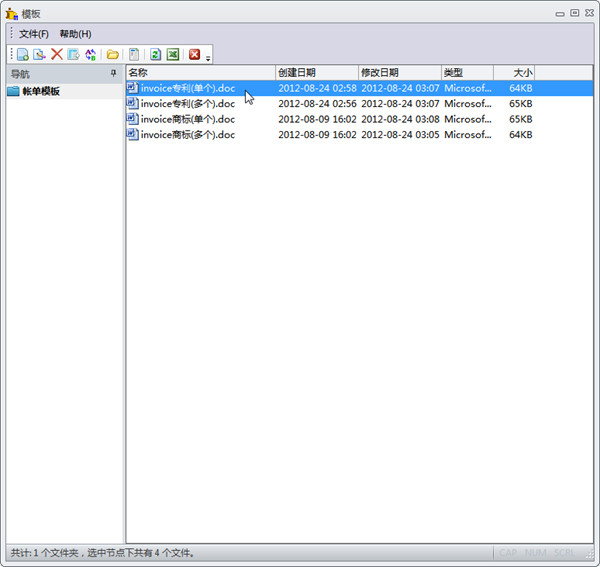 模板
文件(F) 帮助(H)
导航
帐单模板
名称 创建日期 修改日期 类型 大小
invoice专利(单个).doc 2012-08-24 02:58 2012-08-24 03:07 Microsof... 64KB
invoice专利(多个).doc 2012-08-24 02:56 2012-08-24 03:07 Microsof... 65KB
invoice商标(单个).doc 2012-08-09 16:02 2012-08-24 03:08 Microsof... 65KB
invoice商标(多个).doc 2012-08-09 16:02 2012-08-24 03:05 Microsof... 64KB
共计: 1 个文件夹，选中节点下共有 4 个文件。 CAP NUM SCRL